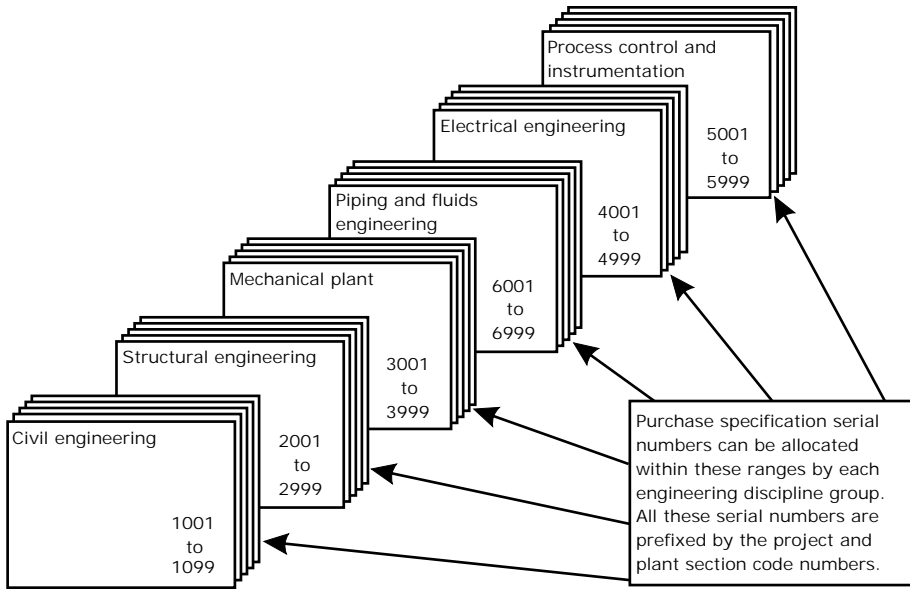 Process control and
instrumentation
5001
to
5999
Electrical engineering
4001
to
4999
Piping and fluids
engineering
6001
to
6999
Mechanical plant
3001
to
3999
Structural engineering
2001
to
2999
Civil engineering
1001
to
1099
Purchase specification serial
numbers can be allocated
within these ranges by each
engineering discipline group.
All these serial numbers are
prefixed by the project and
plant section code numbers.